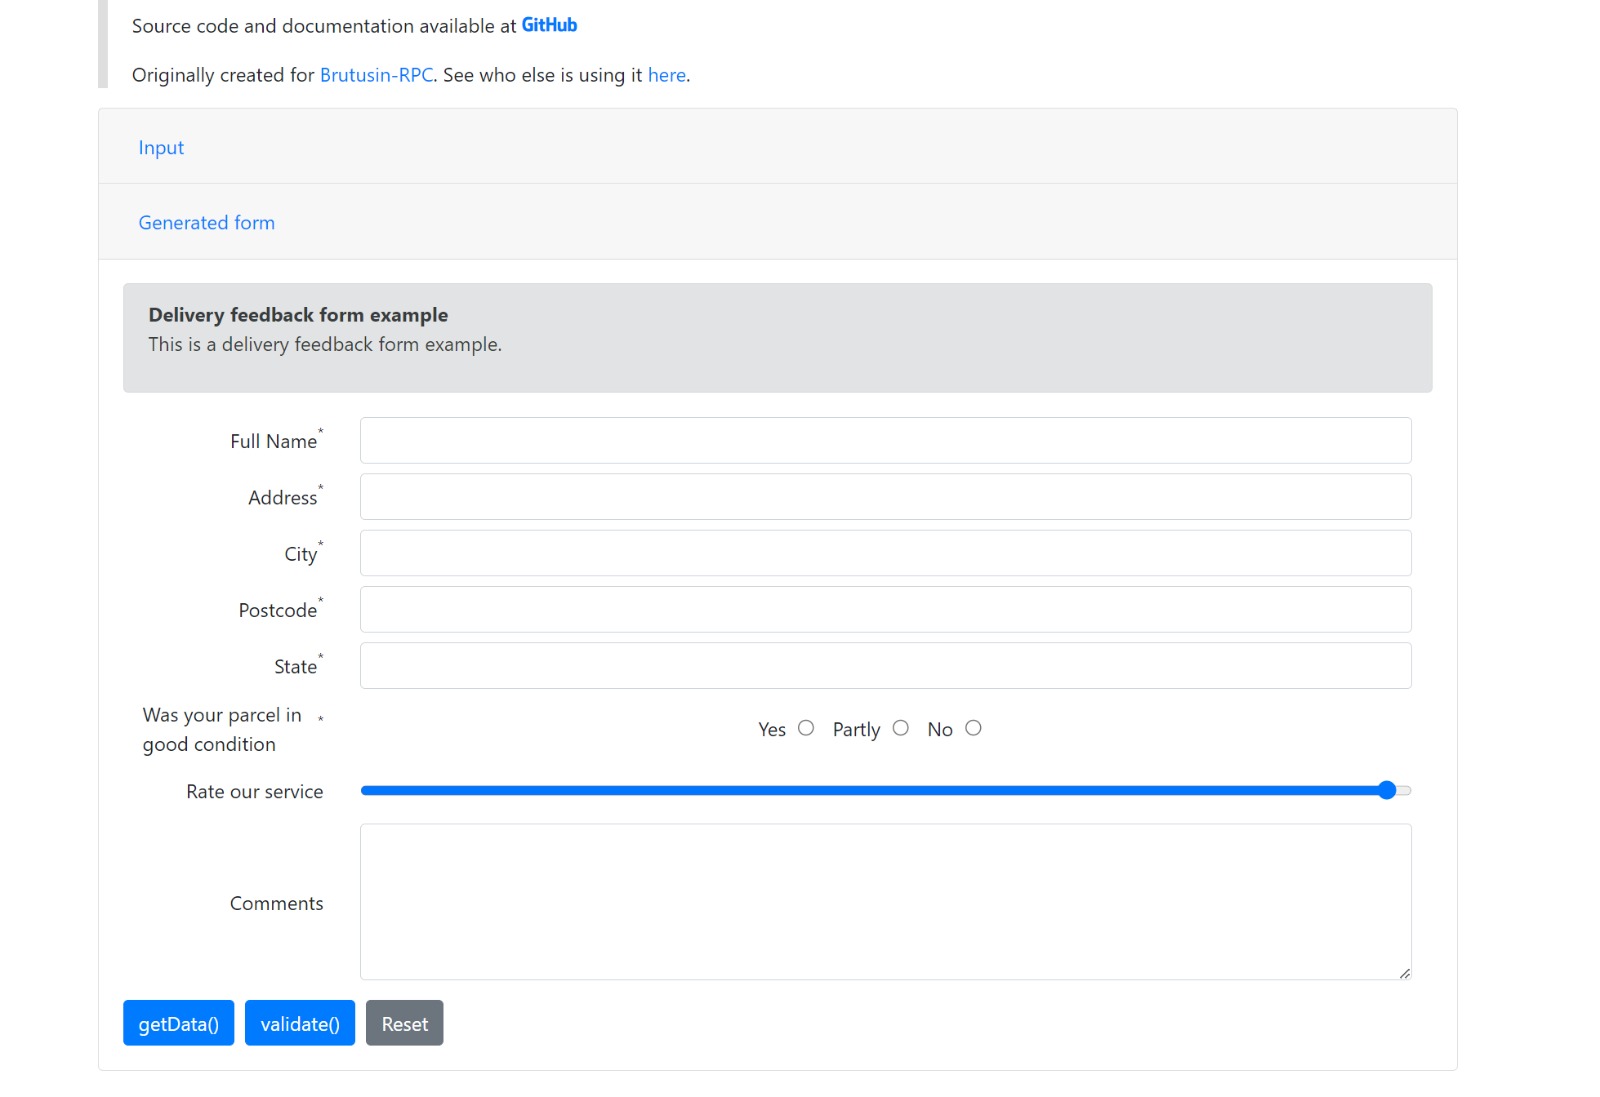 Source code and documentation available at GitHub
Originally created for Brutusin-RPC. See who else is using it here.
Input
Generated form
Delivery feedback form example
This is a delivery feedback form example.
Full Name*
Address*
City*
Postcode*
State*
Was your parcel in *
good condition
Yes Partly No
Rate our service
Comments
getData() validate() Reset